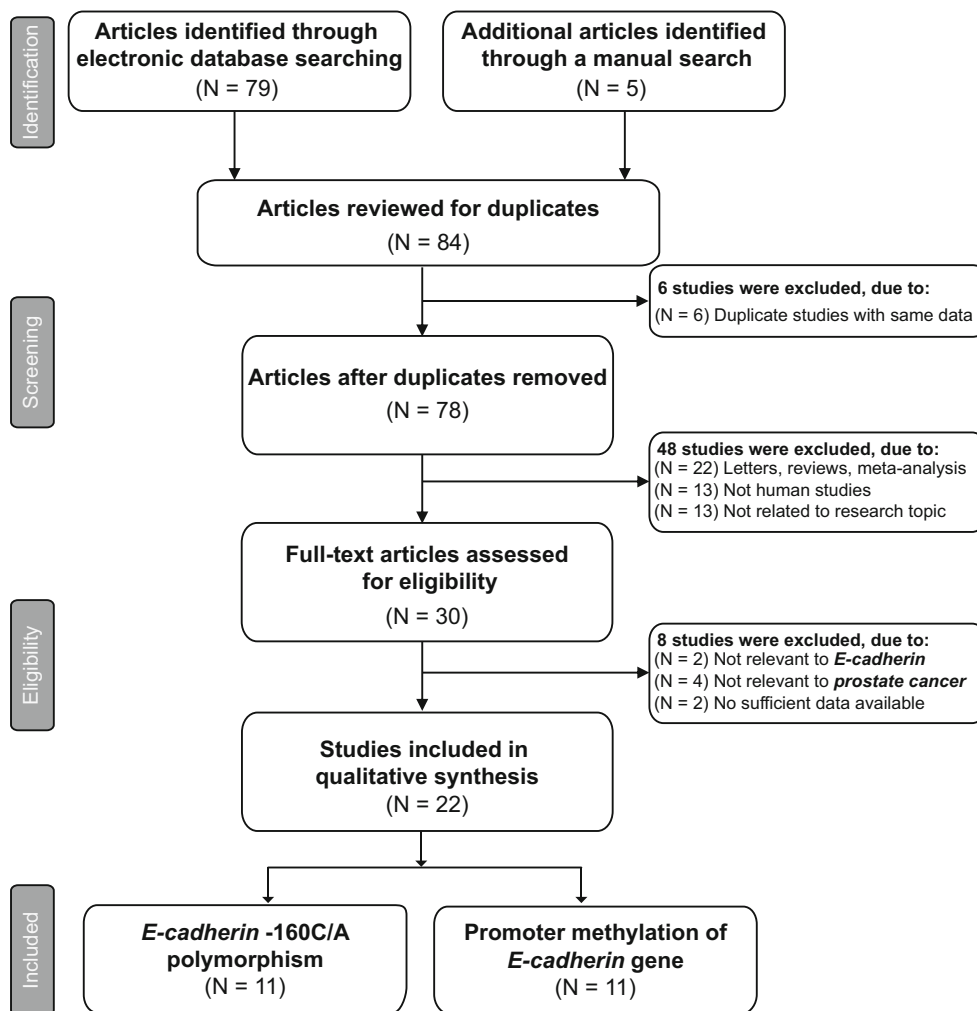 Identification
Articles identified through
electronic database searching
(N = 79)
Additional articles identified
through a manual search
(N = 5)
Articles reviewed for duplicates
(N = 84)
6 studies were excluded, due to:
(N = 6) Duplicate studies with same data
Screening
Articles after duplicates removed
(N = 78)
48 studies were excluded, due to:
(N = 22) Letters, reviews, meta-analysis
(N = 13) Not human studies
(N = 13) Not related to research topic
Full-text articles assessed
for eligibility
(N = 30)
Eligibility
8 studies were excluded, due to:
(N = 2) Not relevant to E-cadherin
(N = 4) Not relevant to prostate cancer
(N = 2) No sufficient data available
Studies included in
qualitative synthesis
(N = 22)
Included
E-cadherin -160C/A
polymorphism
(N = 11)
Promoter methylation of
E-cadherin gene
(N = 11)